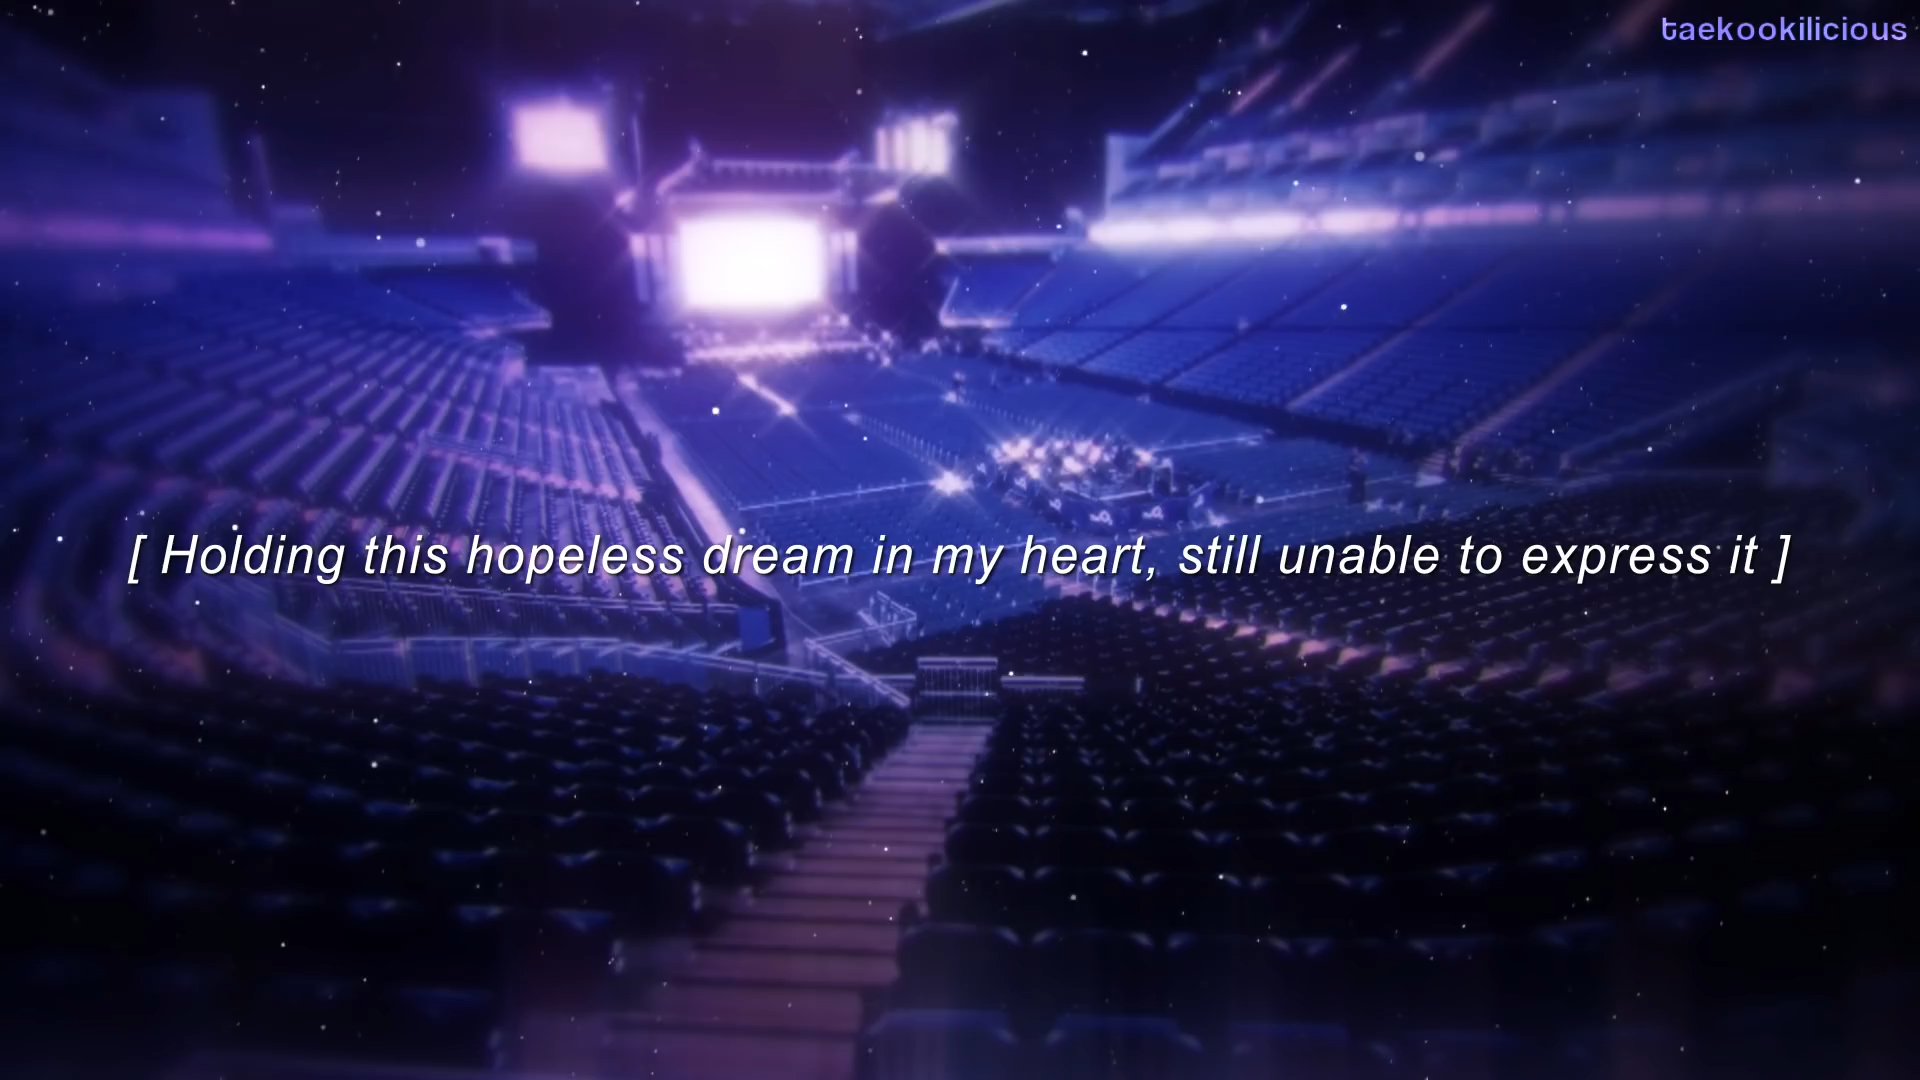 taekookilicious
[ Holding this hopeless dream in my heart, still unable to express it ]